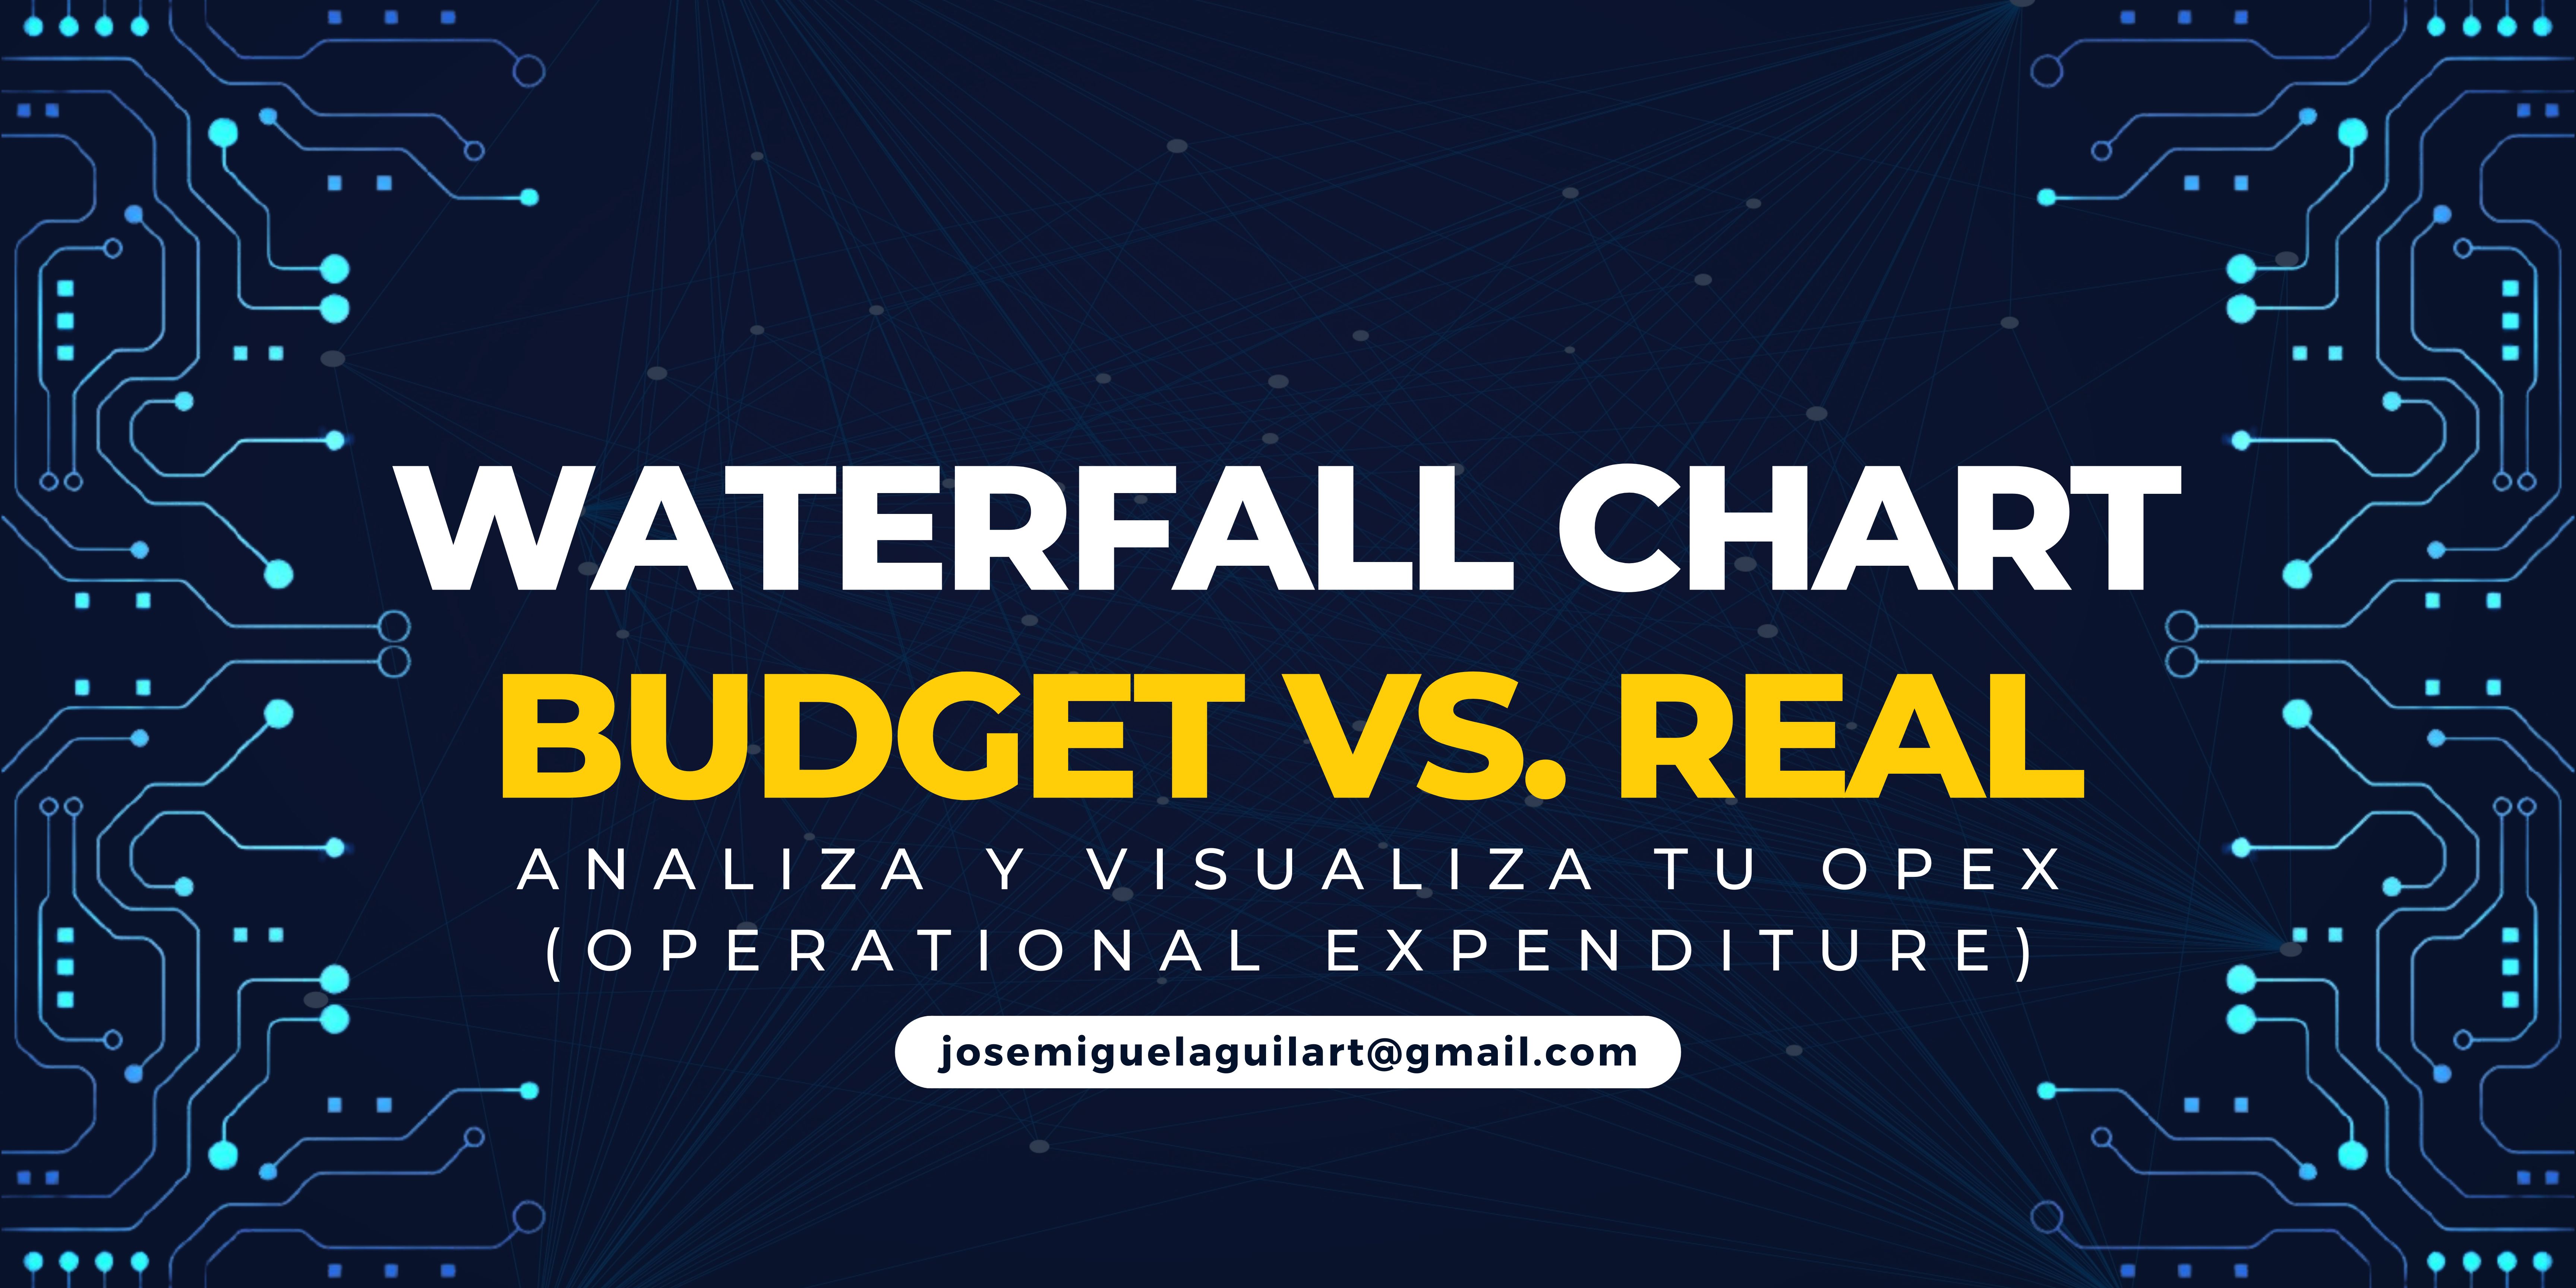 WATERFALL CHART
BUDGET VS. REAL
ANALIZA Y VISUALIZA TU OPEX
(OPERATIONAL EXPENDITURE)
josemiguelaguilart@gmail.com